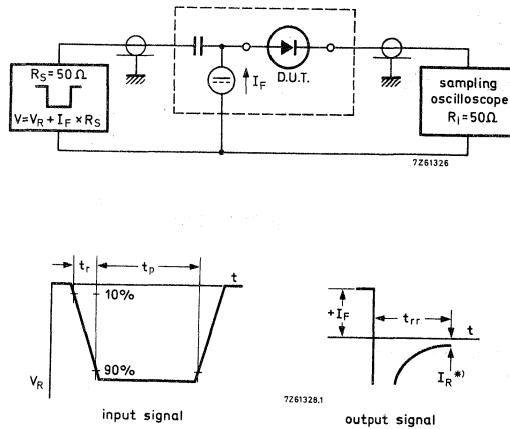 R_S = 50 Ω
V=V_R + I_F × R_S
I_F
D.U.T.
sampling
oscilloscope
R_i = 50Ω
7Z61326
t_r
t_p
t
10%
90%
V_R
input signal
+I_F
t_rr
t
I_R *)
7Z61328.1
output signal